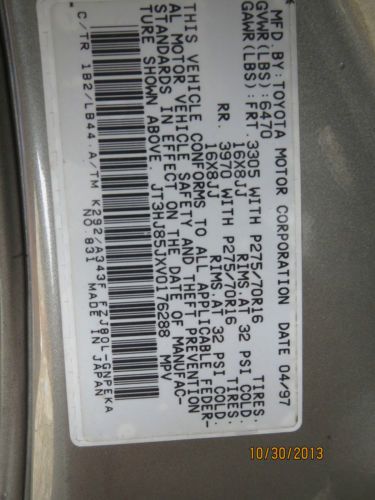 MFD.BY:TOYOTA MOTOR CORPORATION DATE 04/97
GVWR(LBS):6470
GAWR(LBS):FRT. 3305 WITH P275/70R16 TIRES.
16X8JJ RIMS.AT 32 PSI COLD.
RR. 3970 WITH P275/70R16 TIRES.
16X8JJ RIMS.AT 32 PSI COLD.
THIS VEHICLE CONFORMS TO ALL APPLICABLE FEDER-
AL MOTOR VEHICLE SAFETY AND THEFT PREVENTION
STANDARDS IN EFFECT ON THE DATE OF MANUFAC-
TURE SHOWN ABOVE. JT3HJ85JXV0176288 MPV
C/TR 1B2/LB44.A/TM K292/A343F FZJ80L-GNPEKA
NO.831 MADE IN JAPAN
10/30/2013